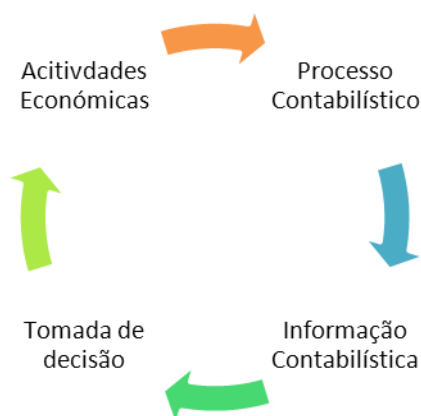 Acitivdades
Económicas
Processo
Contabilístico
Informação
Contabilística
Tomada de
decisão